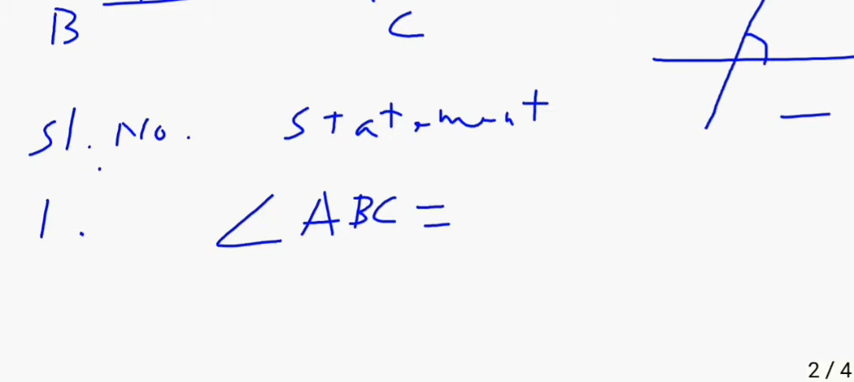 B C
Sl. No. Statement
1. ∠ABC =
2 / 4